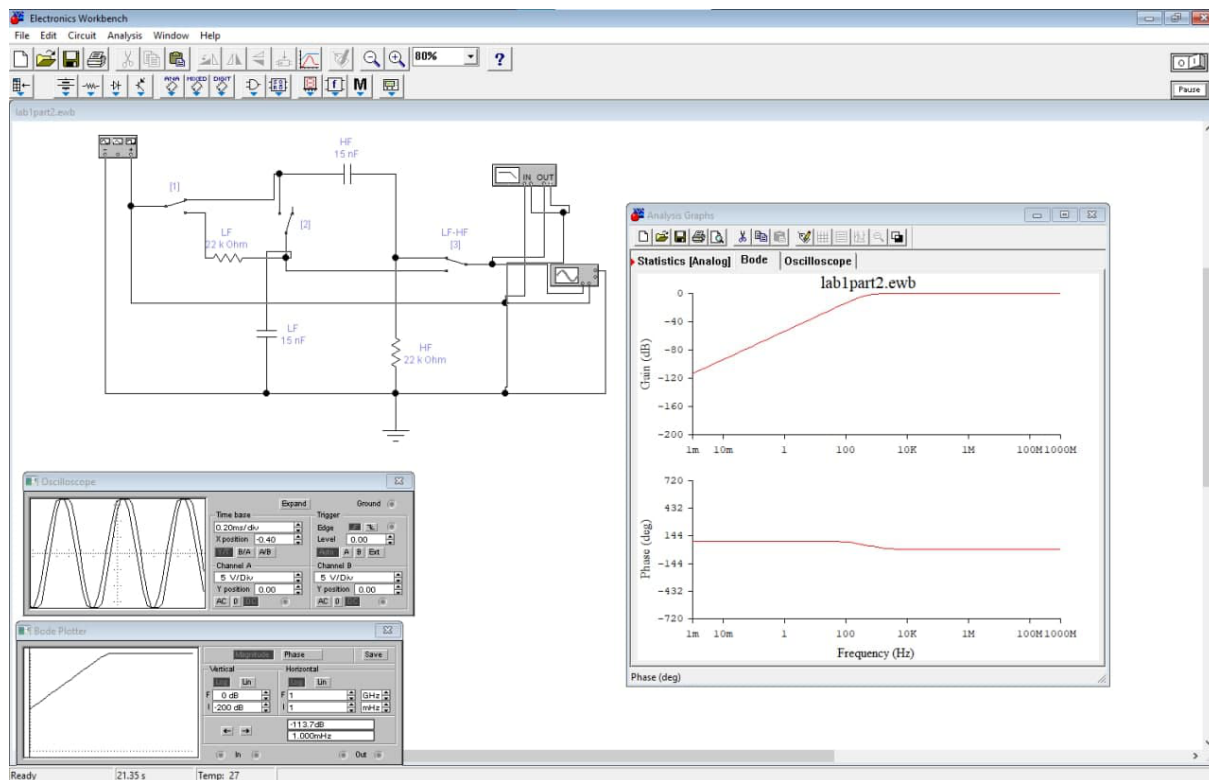 Electronics Workbench
File Edit Circuit Analysis Window Help
80%
?
ANA MIXED DIGIT
M
Pause
lab1part2.ewb
HF
15 nF
[1]
IN OUT
[2]
LF
22 k Ohm
LF-HF
[3]
LF
15 nF
HF
22 k Ohm
Analysis Graphs
Statistics [Analog] Bode Oscilloscope
lab1part2.ewb
Gain (dB)
0
-40
-80
-120
-160
-200
1m 10m 1 100 10K 1M 100M 1000M
Phase (deg)
720
432
144
-144
-432
-720
1m 10m 1 100 10K 1M 100M 1000M
Frequency (Hz)
Phase (deg)
Oscilloscope
Expand Ground
Time base Trigger
0.20ms/div Edge
X position -0.40 Level 0.00
B/A A/B Auto A B Ext
Channel A Channel B
5 V/Div 5 V/Div
Y position 0.00 Y position 0.00
AC 0 AC 0
Bode Plotter
Magnitude Phase Save
Vertical Horizontal
Log Lin Log Lin
F 0 dB F 1 GHz
I -200 dB I 1 mHz
-113.7dB
1.000mHz
In Out
Ready 21.35 s Temp: 27